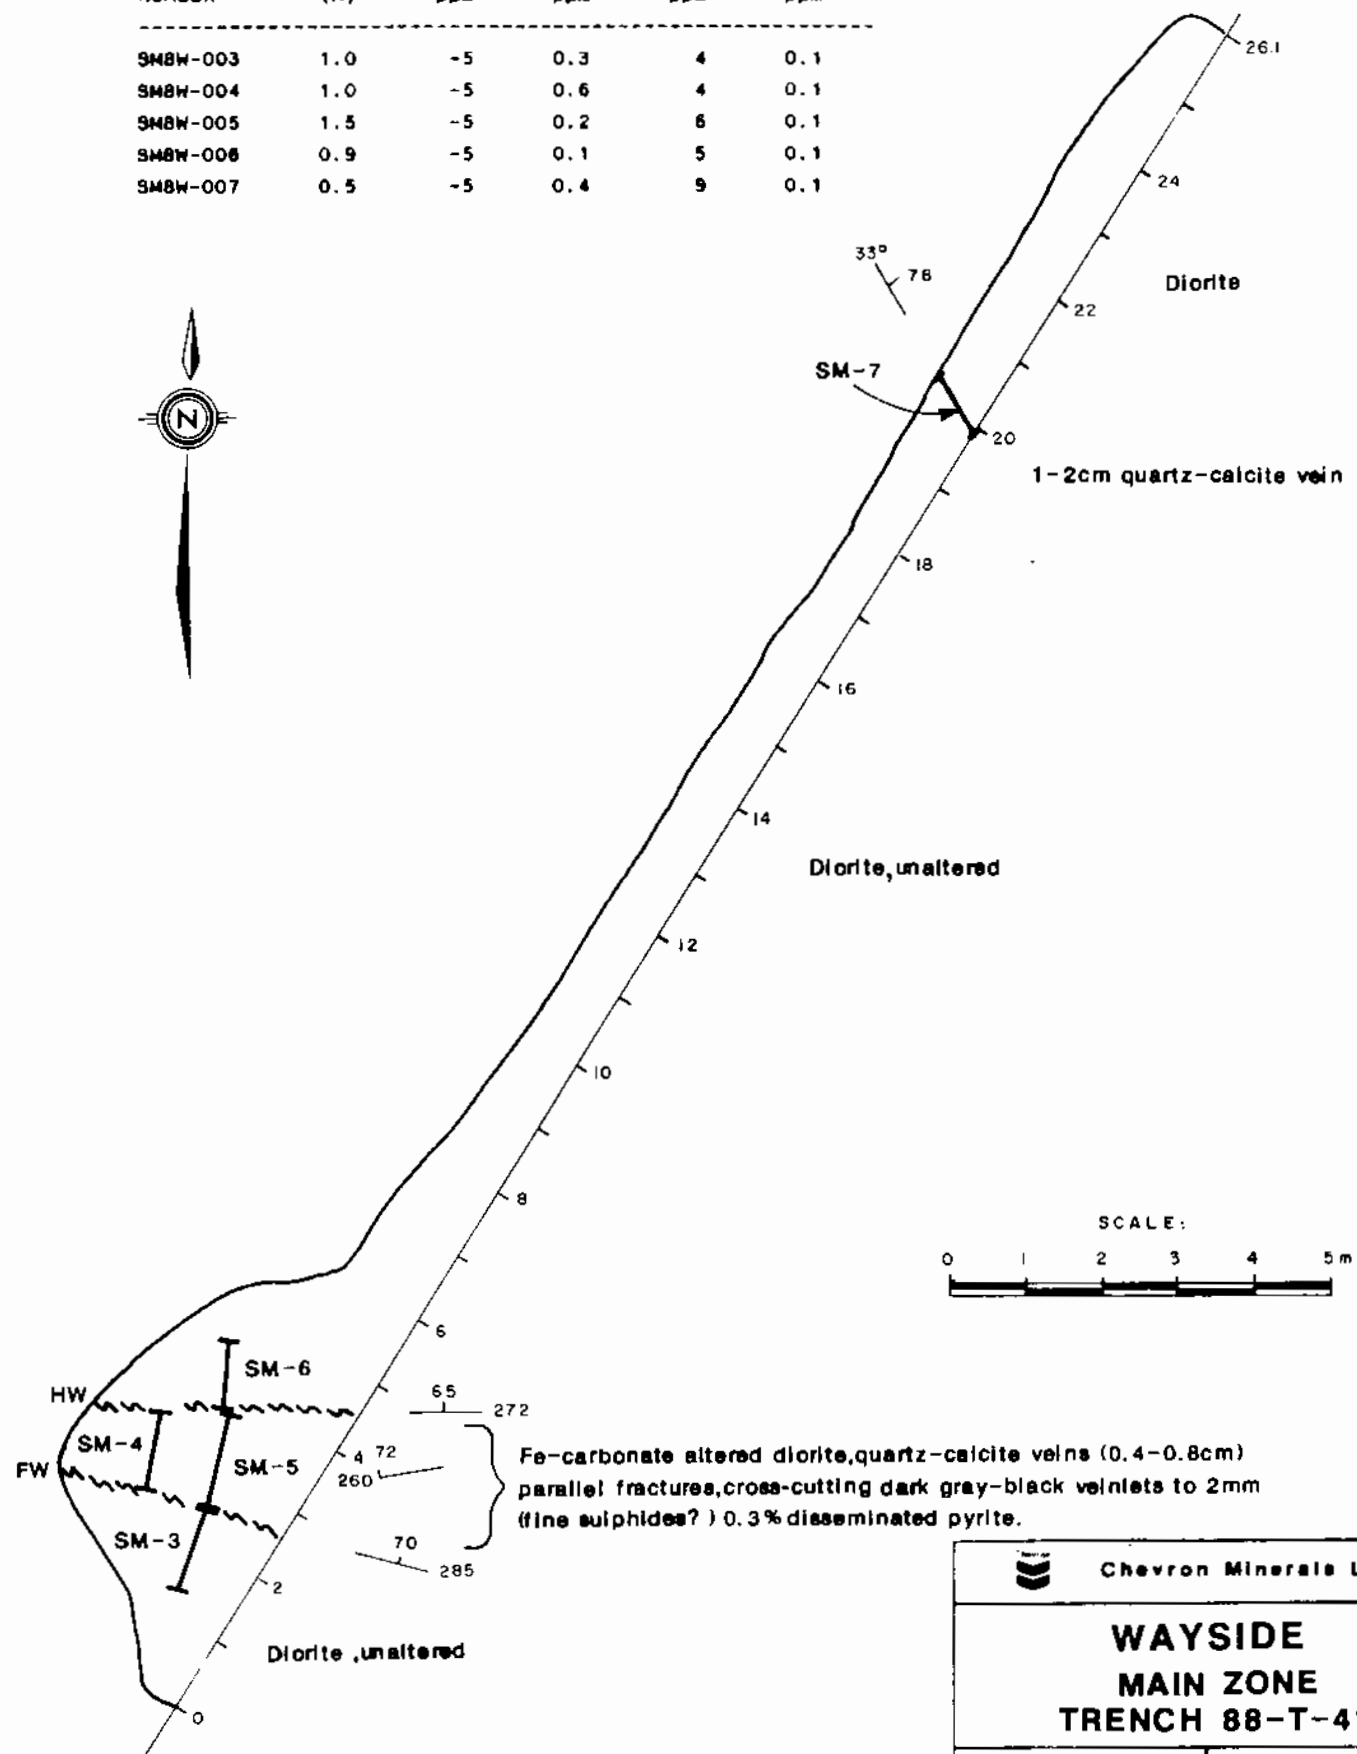 SM8W-003 1.0 -5 0.3 4 0.1
SM8W-004 1.0 -5 0.6 4 0.1
SM8W-005 1.5 -5 0.2 6 0.1
SM8W-006 0.9 -5 0.1 5 0.1
SM8W-007 0.5 -5 0.4 9 0.1
26.1
24
33° 78
Diorite
22
SM-7
N
20
1-2cm quartz-calcite vein
18
16
14
Diorite, unaltered
12
10
8
SCALE:
0 1 2 3 4 5 m
6
SM-6
HW
65
272
SM-4
4 72
FW
SM-5
260
Fe-carbonate altered diorite, quartz-calcite veins (0.4-0.8cm)
parallel fractures, cross-cutting dark gray-black veinlets to 2mm
(fine sulphides?) 0.3% disseminated pyrite.
SM-3
70
285
2
Chevron Minerals
WAYSIDE
MAIN ZONE
Diorite, unaltered
TRENCH 88-T-4
0